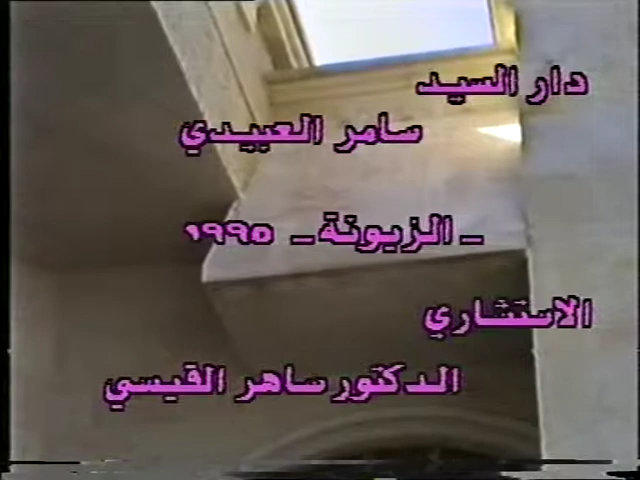 دار السيد
سامر العبيدي
ـ الزيونة ـ ١٩٩٥
الاستشاري
الدكتور ساهر القيسي